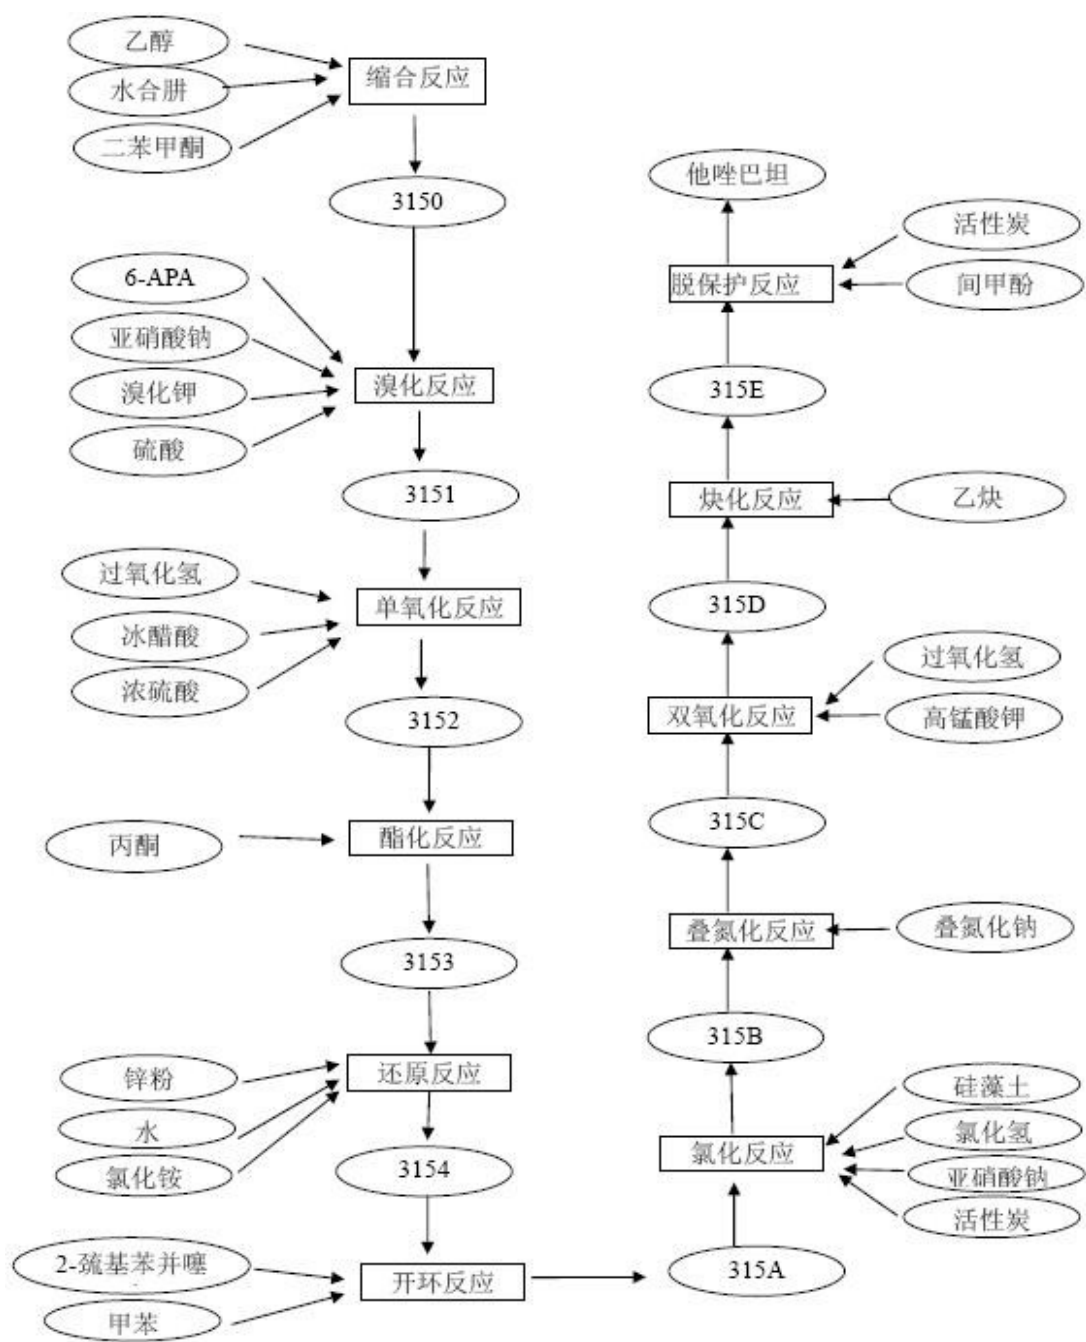 乙醇
水合肼
二苯甲酮
缩合反应
3150
6-APA
亚硝酸钠
溴化钾
硫酸
溴化反应
3151
过氧化氢
冰醋酸
浓硫酸
单氧化反应
3152
丙酮
酯化反应
3153
锌粉
水
氯化铵
还原反应
3154
2-巯基苯并噻
甲苯
开环反应
315A
硅藻土
氯化氢
亚硝酸钠
活性炭
氯化反应
315B
叠氮化钠
叠氮化反应
315C
过氧化氢
高锰酸钾
双氧化反应
315D
乙炔
炔化反应
315E
活性炭
间甲酚
脱保护反应
他唑巴坦